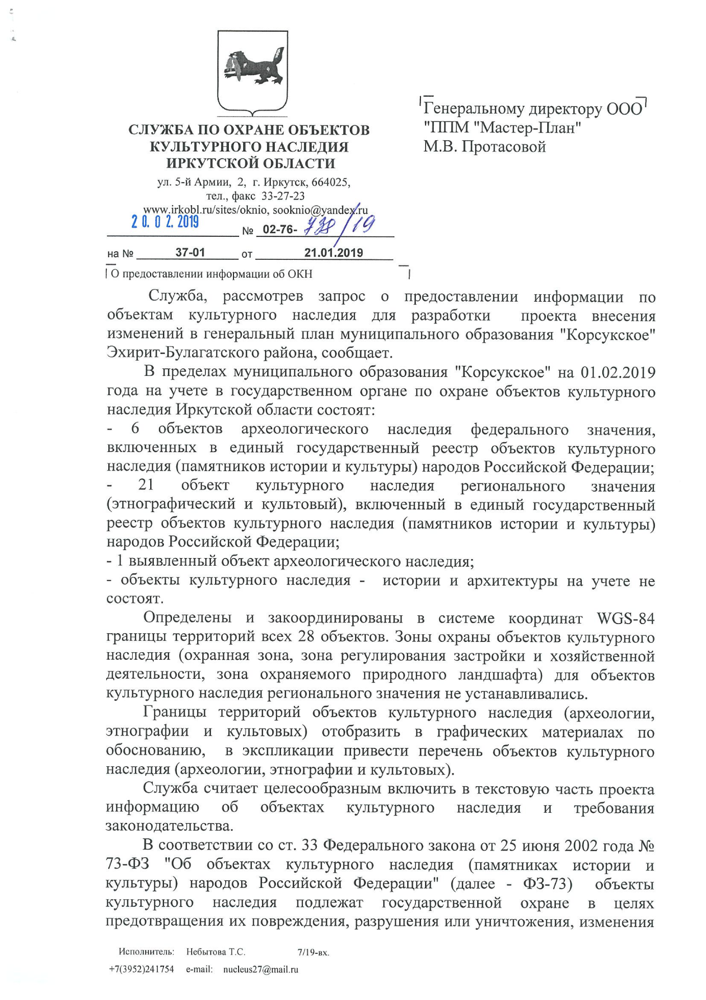 СЛУЖБА ПО ОХРАНЕ ОБЪЕКТОВ
КУЛЬТУРНОГО НАСЛЕДИЯ
ИРКУТСКОЙ ОБЛАСТИ
ул. 5-й Армии, 2, г. Иркутск, 664025,
тел., факс 33-27-23
www.irkobl.ru/sites/oknio, sooknio@yandex.ru
20.02.2019 № 02-76-738/19
на № 37-01 от 21.01.2019
О предоставлении информации об ОКН
Генеральному директору ООО
"ППМ "Мастер-План"
М.В. Протасовой
Служба, рассмотрев запрос о предоставлении информации по
объектам культурного наследия для разработки проекта внесения
изменений в генеральный план муниципального образования "Корсукское"
Эхирит-Булагатского района, сообщает.
В пределах муниципального образования "Корсукское" на 01.02.2019
года на учете в государственном органе по охране объектов культурного
наследия Иркутской области состоят:
- 6 объектов археологического наследия федерального значения,
включенных в единый государственный реестр объектов культурного
наследия (памятников истории и культуры) народов Российской Федерации;
- 21 объект культурного наследия регионального значения
(этнографический и культовый), включенный в единый государственный
реестр объектов культурного наследия (памятников истории и культуры)
народов Российской Федерации;
- 1 выявленный объект археологического наследия;
- объекты культурного наследия - истории и архитектуры на учете не
состоят.
Определены и закоординированы в системе координат WGS-84
границы территорий всех 28 объектов. Зоны охраны объектов культурного
наследия (охранная зона, зона регулирования застройки и хозяйственной
деятельности, зона охраняемого природного ландшафта) для объектов
культурного наследия регионального значения не устанавливались.
Границы территорий объектов культурного наследия (археологии,
этнографии и культовых) отобразить в графических материалах по
обоснованию, в экспликации привести перечень объектов культурного
наследия (археологии, этнографии и культовых).
Служба считает целесообразным включить в текстовую часть проекта
информацию об объектах культурного наследия и требования
законодательства.
В соответствии со ст. 33 Федерального закона от 25 июня 2002 года №
73-ФЗ "Об объектах культурного наследия (памятниках истории и
культуры) народов Российской Федерации" (далее - ФЗ-73) объекты
культурного наследия подлежат государственной охране в целях
предотвращения их повреждения, разрушения или уничтожения, изменения
Исполнитель: Небытова Т.С. 7/19-вх.
+7(3952)241754 e-mail: nucleus27@mail.ru